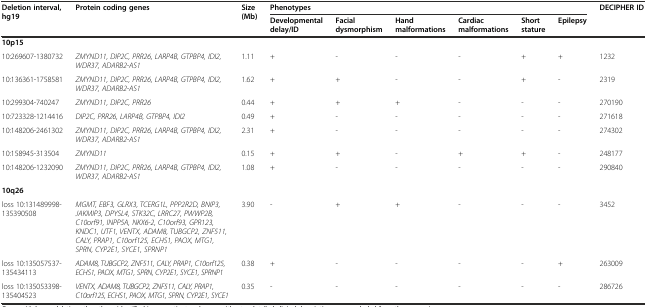 Deletion interval, hg19 Protein coding genes Size (Mb) Phenotypes DECIPHER ID
Developmental delay/ID Facial dysmorphism Hand malformations Cardiac malformations Short stature Epilepsy
10p15
10:269607-1380732 ZMYND11, DIP2C, PRR26, LARP4B, GTPBP4, IDI2, 1.11 + - - - + + 1232
WDR37, ADARB2-AS1
10:136361-1758581 ZMYND11, DIP2C, PRR26, LARP4B, GTPBP4, IDI2, 1.62 + + - - + - 2319
WDR37, ADARB2-AS1
10:299304-740247 ZMYND11, DIP2C, PRR26 0.44 + + + - - - 270190
10:723328-1214416 DIP2C, PRR26, LARP4B, GTPBP4, IDI2 0.49 + - - - - - 271618
10:148206-2461302 ZMYND11, DIP2C, PRR26, LARP4B, GTPBP4, IDI2, 2.31 + - - - - - 274302
WDR37, ADARB2-AS1
10:158945-313504 ZMYND11 0.15 + + - + + - 248177
10:148206-1232090 ZMYND11, DIP2C, PRR26, LARP4B, GTPBP4, IDI2, 1.08 + - - - - - 290840
WDR37, ADARB2-AS1
10q26
loss 10:131489998- MGMT, EBF3, GLRX3, TCERG1L, PPP2R2D, BNIP3, 3.90 - + + - - - 3452
135390508 JAKMIP3, DPYSL4, STK32C, LRRC27, PWWP2B,
C10orf91, INPP5A, NKX6-2, C10orf93, GPR123,
KNDC1, UTF1, VENTX, ADAM8, TUBGCP2, ZNF511,
CALY, PRAP1, C10orf125, ECHS1, PAOX, MTG1,
SPRN, CYP2E1, SYCE1, SPRNP1
loss 10:135057537- ADAM8, TUBGCP2, ZNF511, CALY, PRAP1, C10orf125, 0.38 + - - - - + 263009
135434113 ECHS1, PAOX, MTG1, SPRN, CYP2E1, SYCE1, SPRNP1
loss 10:135053398- VENTX, ADAM8, TUBGCP2, ZNF511, CALY, PRAP1, 0.35 - - - - - - 286726
135404523 C10orf125, ECHS1, PAOX, MTG1, SPRN, CYP2E1, SYCE1